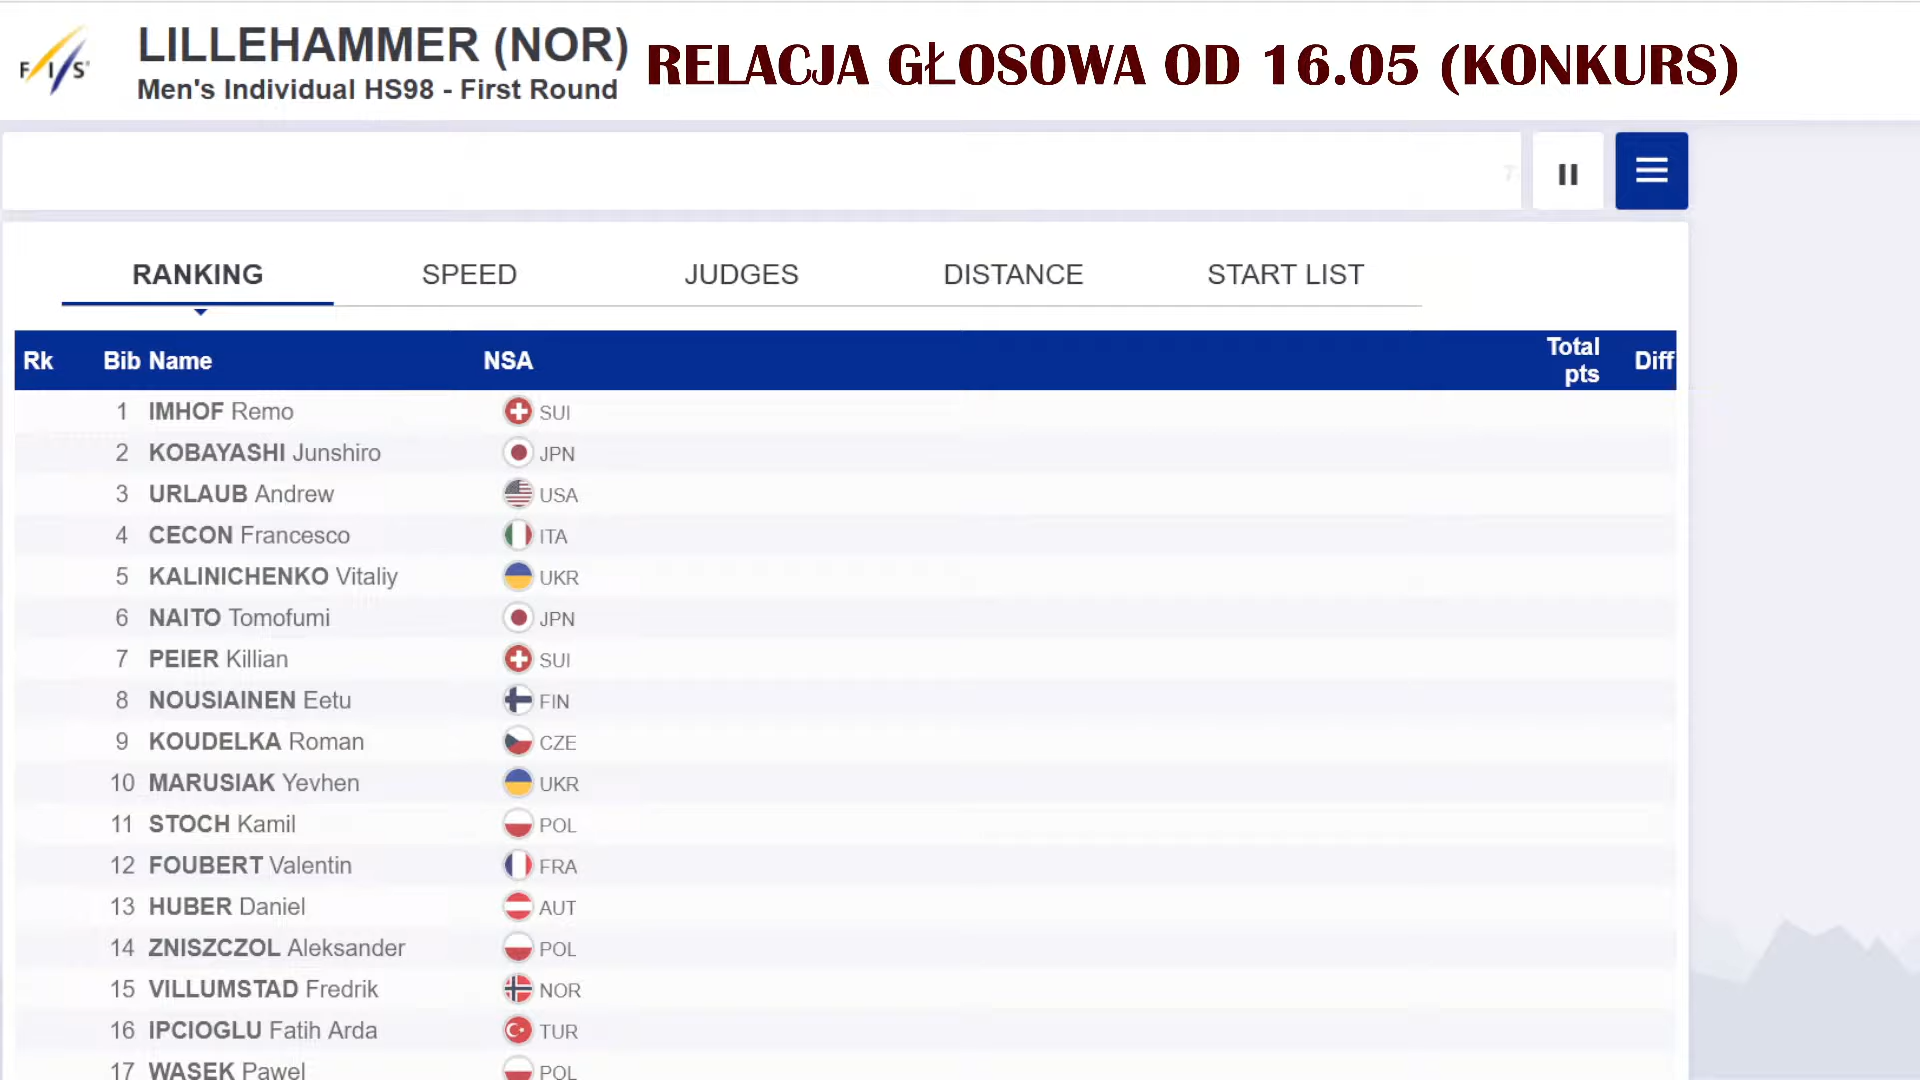 FIS
LILLEHAMMER (NOR)
Men's Individual HS98 - First Round
RELACJA GŁOSOWA OD 16.05 (KONKURS)
RANKING SPEED JUDGES DISTANCE START LIST
Rk Bib Name NSA Total pts Diff
1 IMHOF Remo SUI
2 KOBAYASHI Junshiro JPN
3 URLAUB Andrew USA
4 CECON Francesco ITA
5 KALINICHENKO Vitaliy UKR
6 NAITO Tomofumi JPN
7 PEIER Killian SUI
8 NOUSIAINEN Eetu FIN
9 KOUDELKA Roman CZE
10 MARUSIAK Yevhen UKR
11 STOCH Kamil POL
12 FOUBERT Valentin FRA
13 HUBER Daniel AUT
14 ZNISZCZOL Aleksander POL
15 VILLUMSTAD Fredrik NOR
16 IPCIOGLU Fatih Arda TUR
17 WASEK Pawel POL